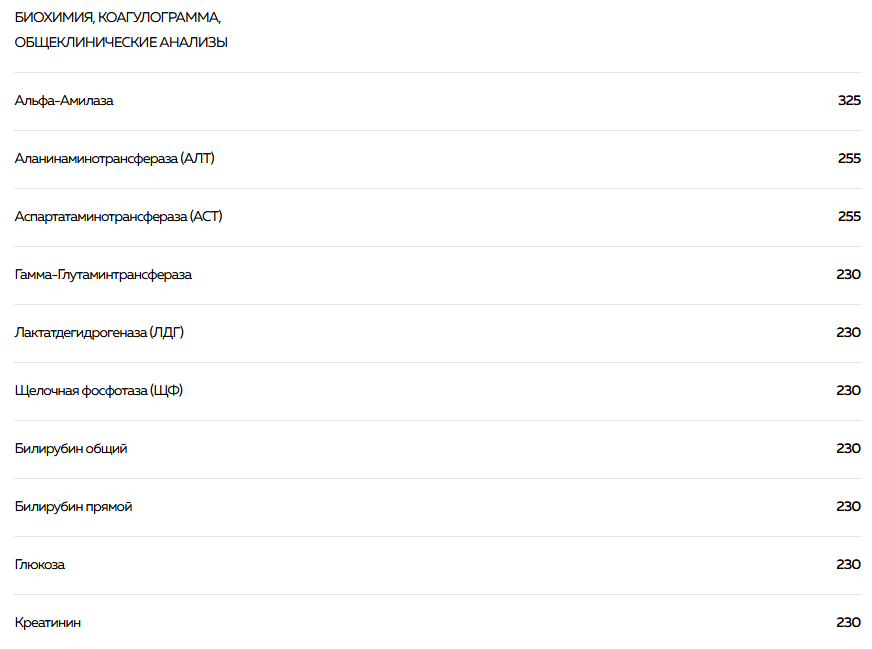 БИОХИМИЯ, КОАГУЛОГРАММА,
ОБЩЕКЛИНИЧЕСКИЕ АНАЛИЗЫ
Альфа-Амилаза 325
Аланинаминотрансфераза (АЛТ) 255
Аспартатаминотрансфераза (АСТ) 255
Гамма-Глутаминтрансфераза 230
Лактатдегидрогеназа (ЛДГ) 230
Щелочная фосфотаза (ЩФ) 230
Билирубин общий 230
Билирубин прямой 230
Глюкоза 230
Креатинин 230